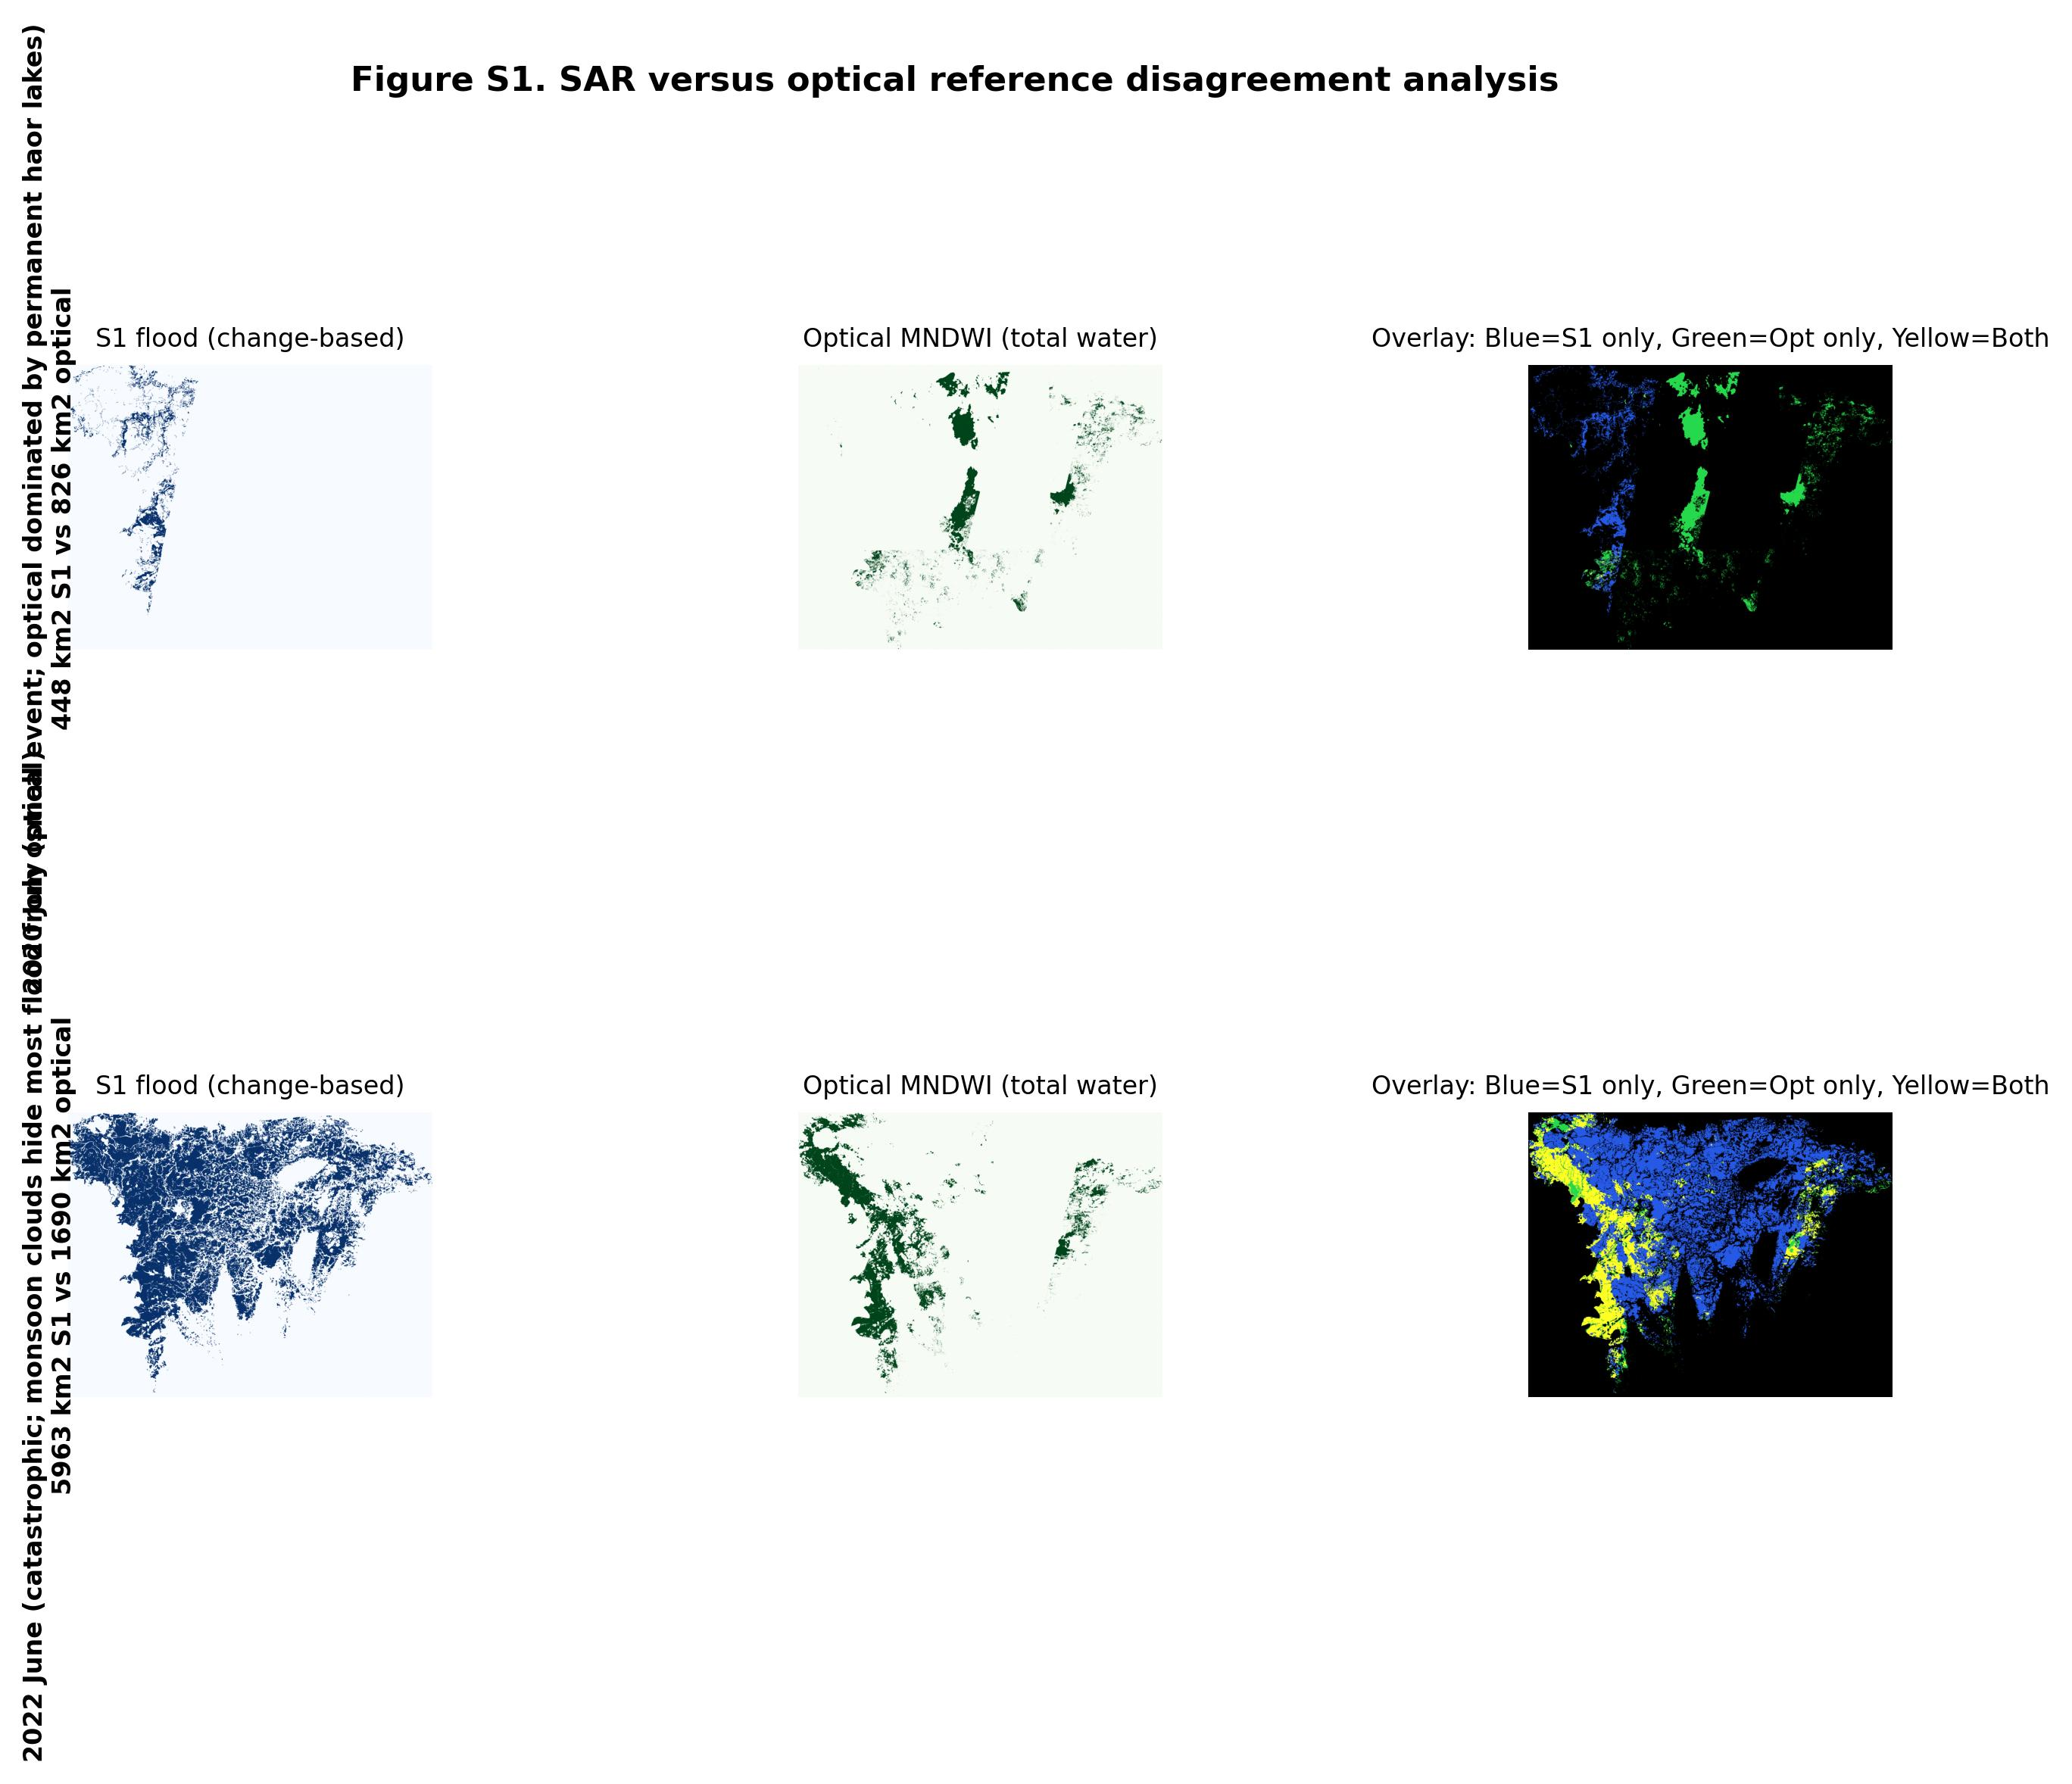 Figure S1. SAR versus optical reference disagreement analysis
2020 July (small event; optical dominated by permanent haor lakes)
448 km2 S1 vs 826 km2 optical
S1 flood (change-based)
Optical MNDWI (total water)
Overlay: Blue=S1 only, Green=Opt only, Yellow=Both
2022 June (catastrophic; monsoon clouds hide most flood from optical)
5963 km2 S1 vs 1690 km2 optical
S1 flood (change-based)
Optical MNDWI (total water)
Overlay: Blue=S1 only, Green=Opt only, Yellow=Both